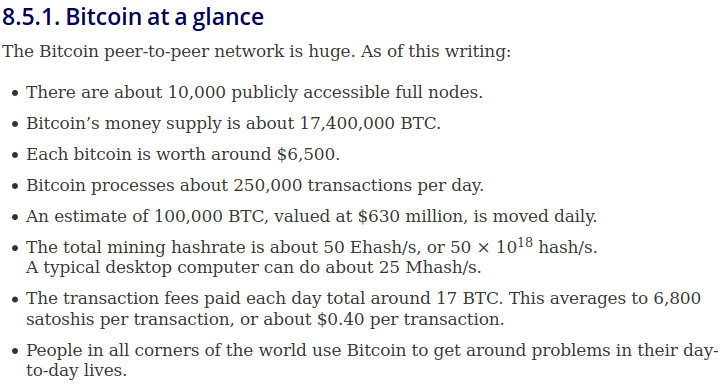 8.5.1. Bitcoin at a glance
The Bitcoin peer-to-peer network is huge. As of this writing:
• There are about 10,000 publicly accessible full nodes.
• Bitcoin’s money supply is about 17,400,000 BTC.
• Each bitcoin is worth around $6,500.
• Bitcoin processes about 250,000 transactions per day.
• An estimate of 100,000 BTC, valued at $630 million, is moved daily.
• The total mining hashrate is about 50 Ehash/s, or 50 × 10¹⁸ hash/s.
A typical desktop computer can do about 25 Mhash/s.
• The transaction fees paid each day total around 17 BTC. This averages to 6,800
satoshis per transaction, or about $0.40 per transaction.
• People in all corners of the world use Bitcoin to get around problems in their day-
to-day lives.